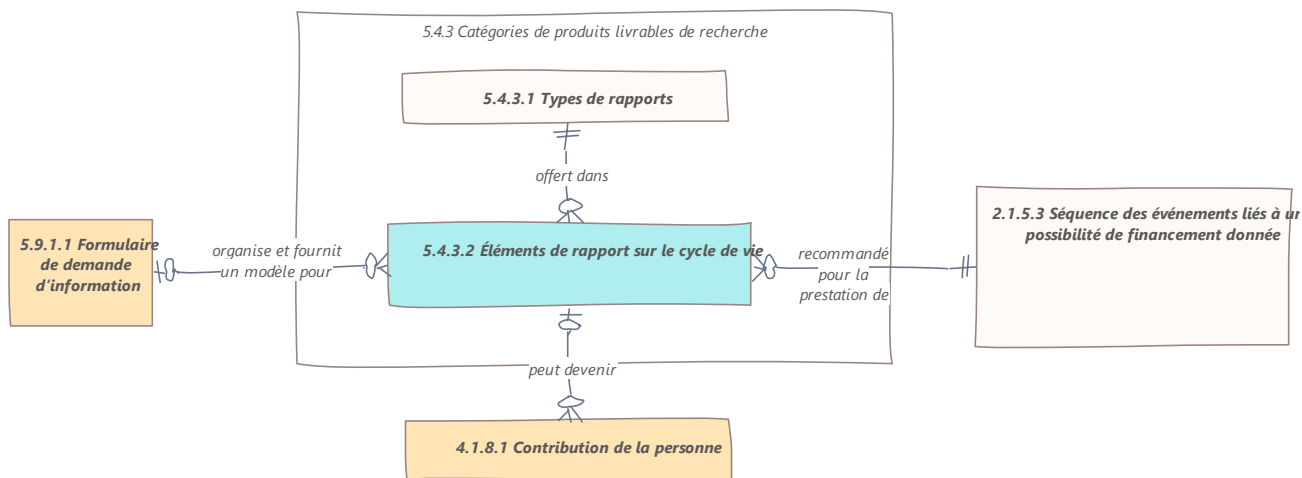 5.4.3 Catégories de produits livrables de recherche
5.4.3.1 Types de rapports
offert dans
5.9.1.1 Formulaire
de demande
d'information
organise et fournit
un modèle pour
5.4.3.2 Éléments de rapport sur le cycle de vie
recommandé
pour la
prestation de
2.1.5.3 Séquence des événements liés à
possibilité de financement donnée
peut devenir
4.1.8.1 Contribution de la personne